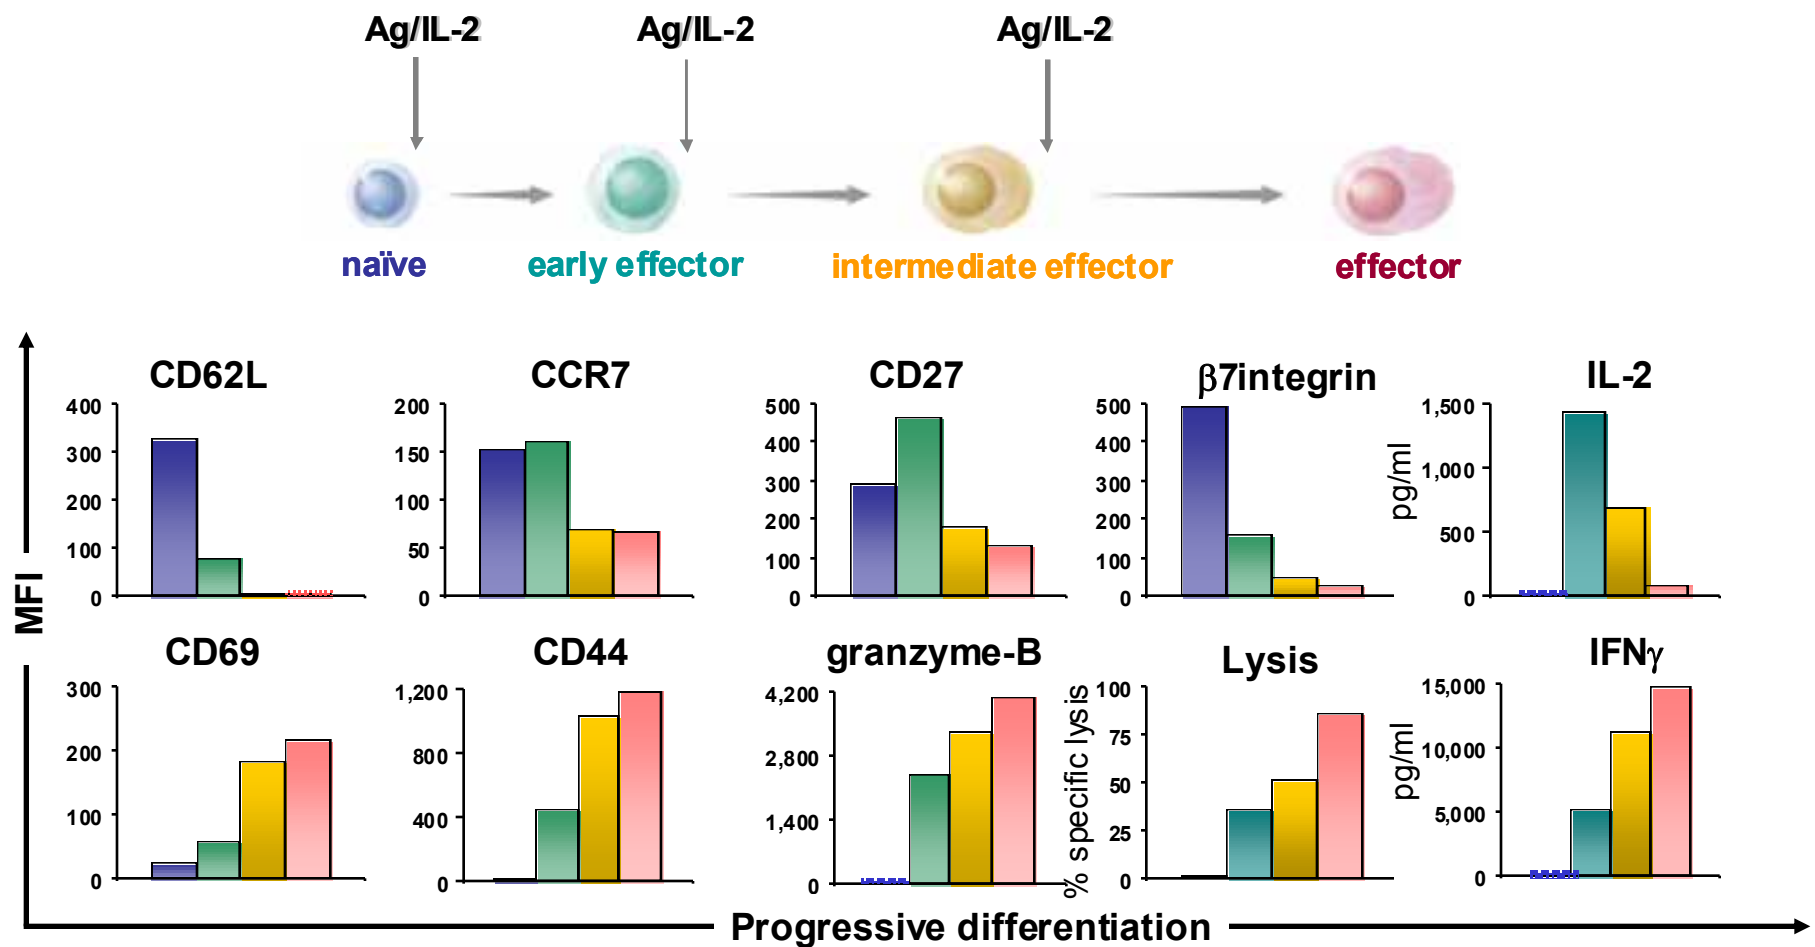 Ag/IL-2 Ag/IL-2 Ag/IL-2
naïve early effector intermediate effector effector
MFI
CD62L
400
300
200
100
0
CCR7
200
150
100
50
0
CD27
500
400
300
200
100
0
β7integrin
500
400
300
200
100
0
IL-2
pg/ml
1,500
1,000
500
0
CD69
300
200
100
0
CD44
1,200
800
400
0
granzyme-B
4,200
2,800
1,400
0
Lysis
% specific lysis
100
75
50
25
0
IFNγ
pg/ml
15,000
10,000
5,000
0
Progressive differentiation